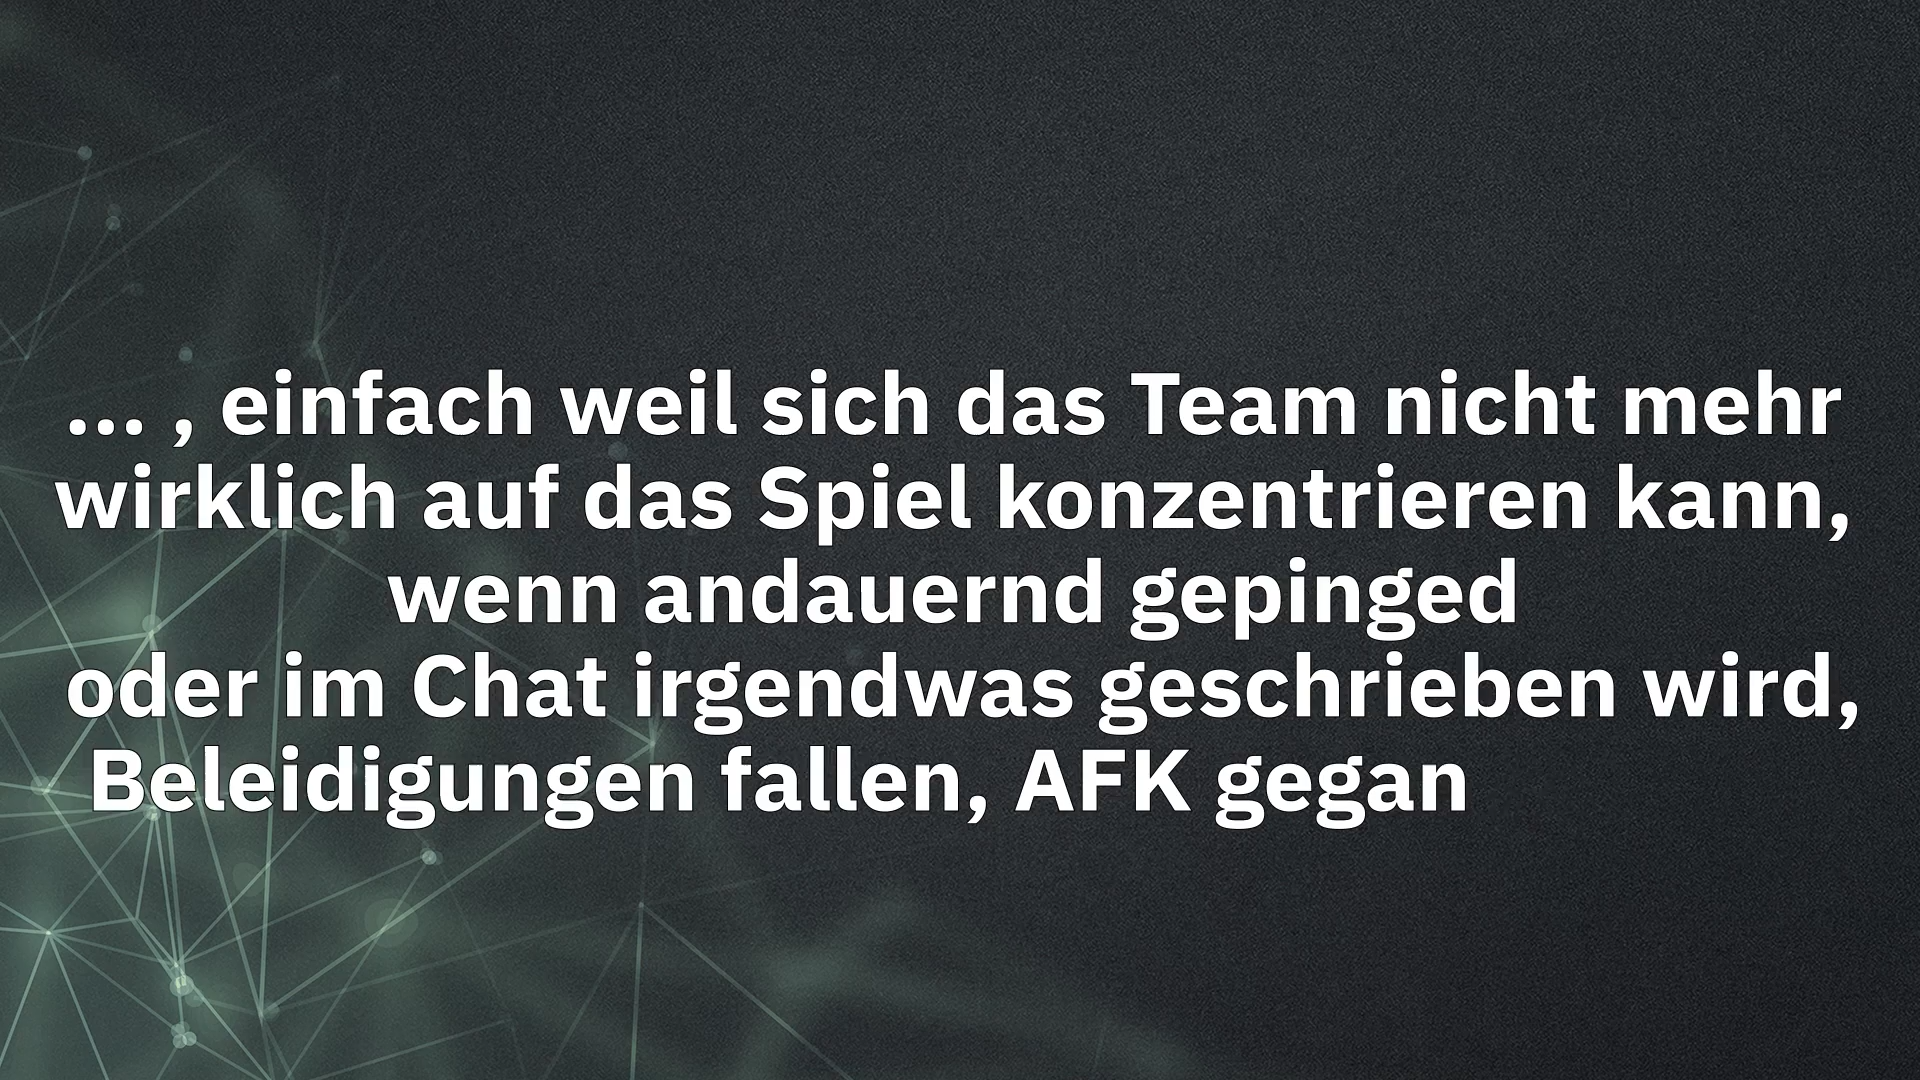 ... , einfach weil sich das Team nicht mehr
wirklich auf das Spiel konzentrieren kann,
wenn andauernd gepinged
oder im Chat irgendwas geschrieben wird,
Beleidigungen fallen, AFK gegan